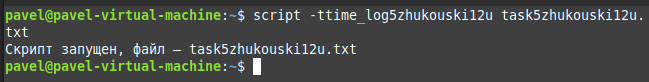 pavel@pavel-virtual-machine:~$ script -ttime_log5zhukouski12u task5zhukouski12u.
txt
Скрипт запущен, файл — task5zhukouski12u.txt
pavel@pavel-virtual-machine:~$